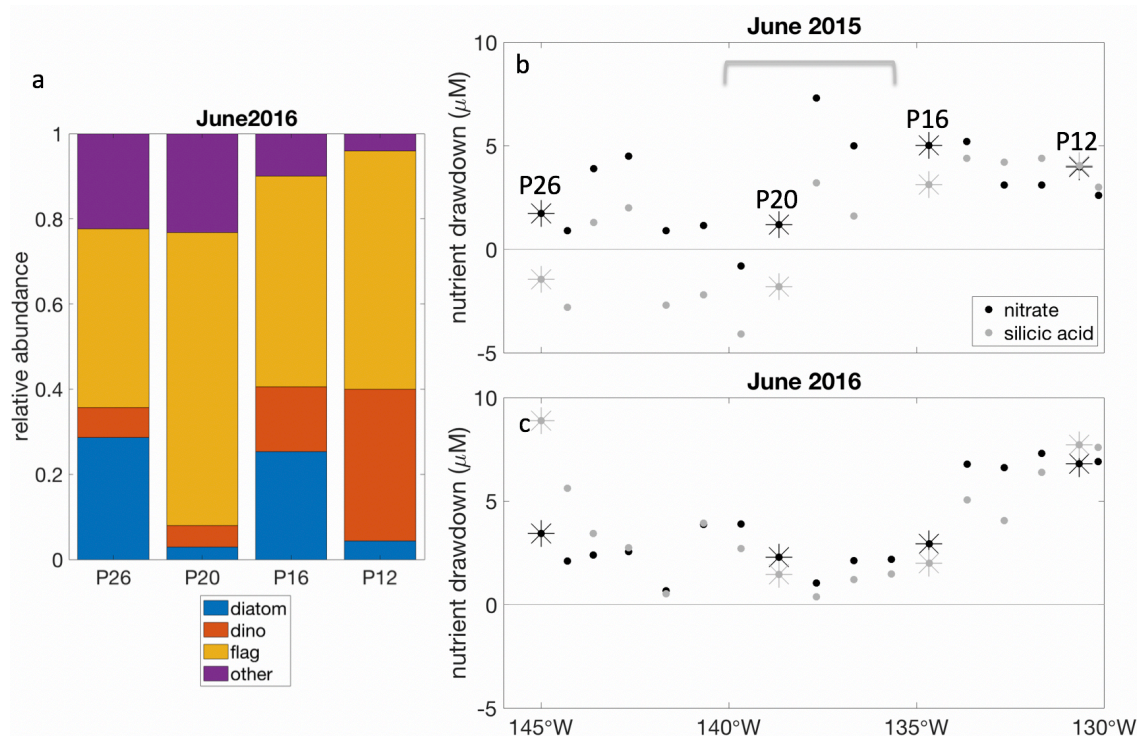 a
June2016
relative abundance
1
0.8
0.6
0.4
0.2
0
P26 P20 P16 P12
diatom
dino
flag
other
June 2015
b
nutrient drawdown (μM)
10
5
0
-5
P26
P20
P16
P12
nitrate
silicic acid
June 2016
c
nutrient drawdown (μM)
10
5
0
-5
145°W 140°W 135°W 130°W